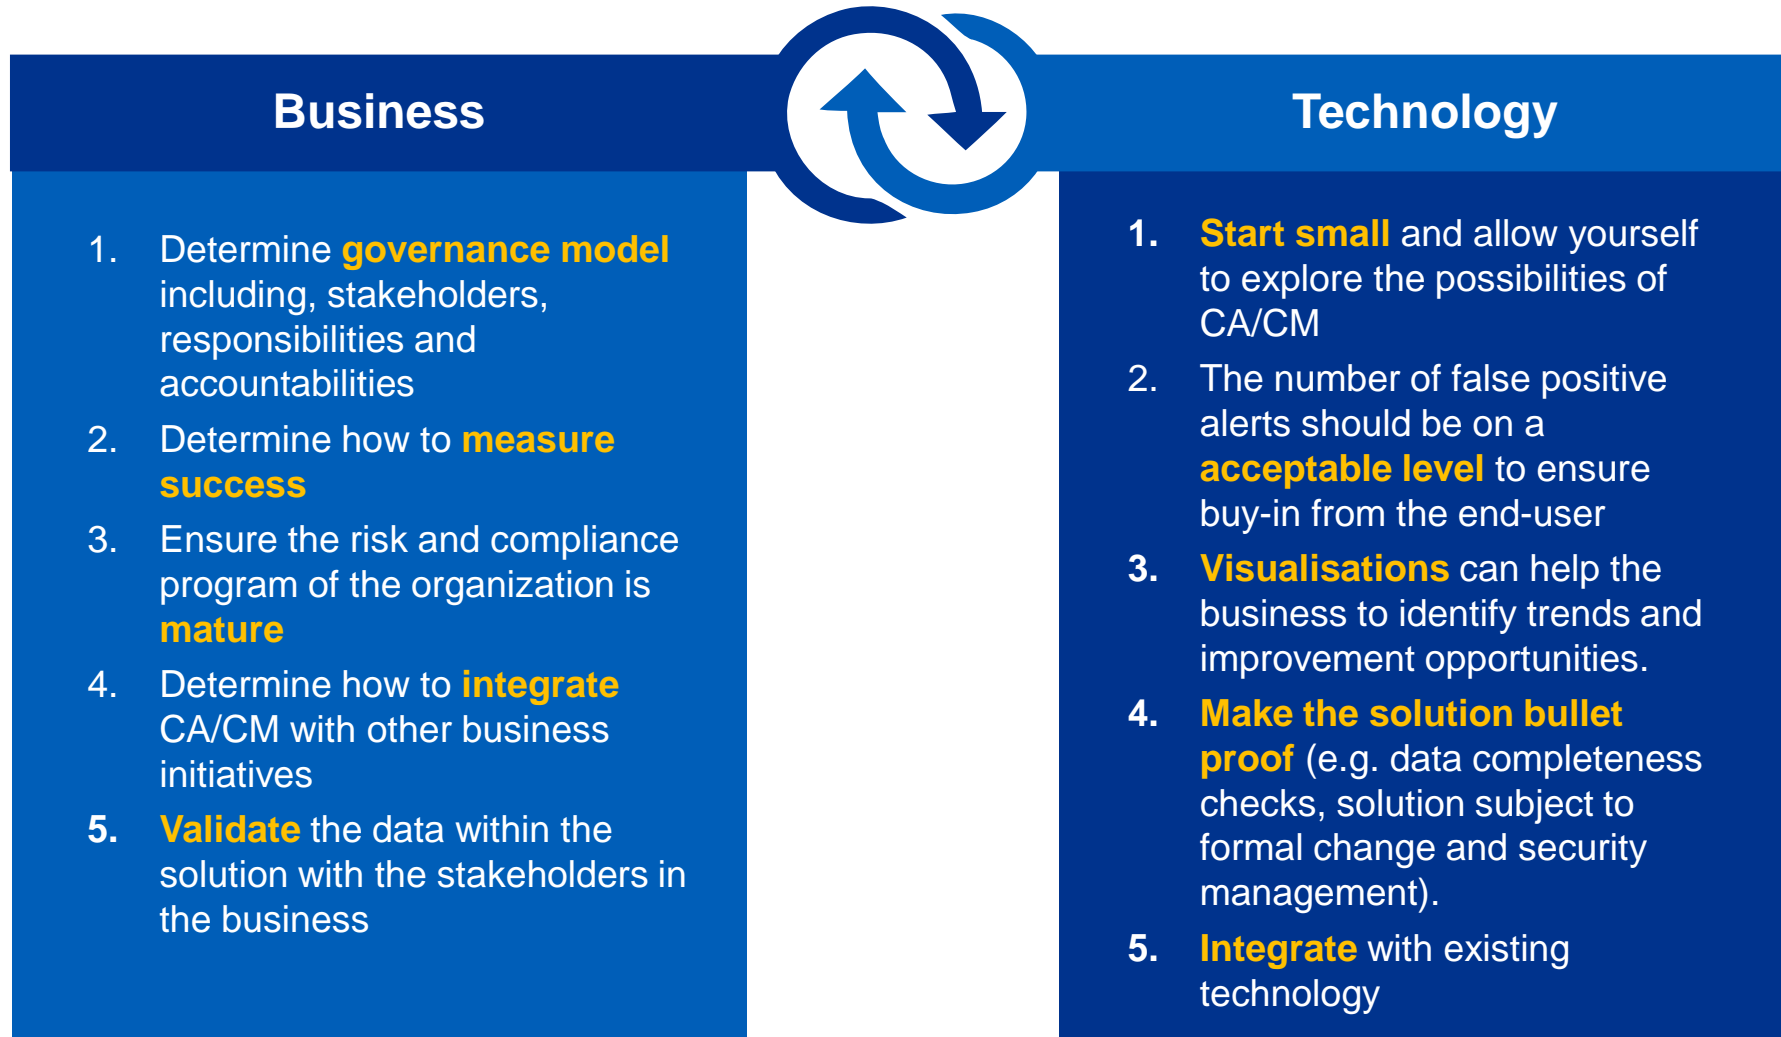 Business
1. Determine governance model
including, stakeholders,
responsibilities and
accountabilities
2. Determine how to measure
success
3. Ensure the risk and compliance
program of the organization is
mature
4. Determine how to integrate
CA/CM with other business
initiatives
5. Validate the data within the
solution with the stakeholders in
the business
Technology
1. Start small and allow yourself
to explore the possibilities of
CA/CM
2. The number of false positive
alerts should be on a
acceptable level to ensure
buy-in from the end-user
3. Visualisations can help the
business to identify trends and
improvement opportunities.
4. Make the solution bullet
proof (e.g. data completeness
checks, solution subject to
formal change and security
management).
5. Integrate with existing
technology